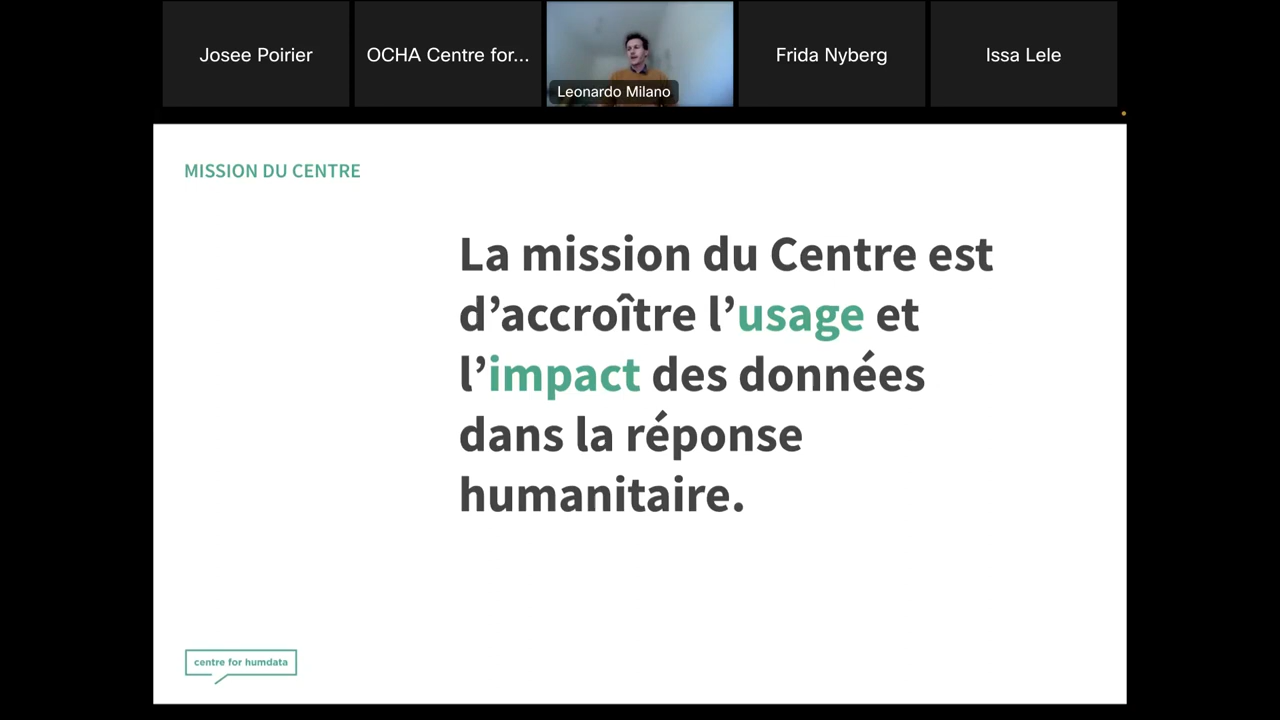 Josee Poirier
OCHA Centre for...
Leonardo Milano
Frida Nyberg
Issa Lele
MISSION DU CENTRE
La mission du Centre est
d’accroître l’usage et
l’impact des données
dans la réponse
humanitaire.
centre for humdata